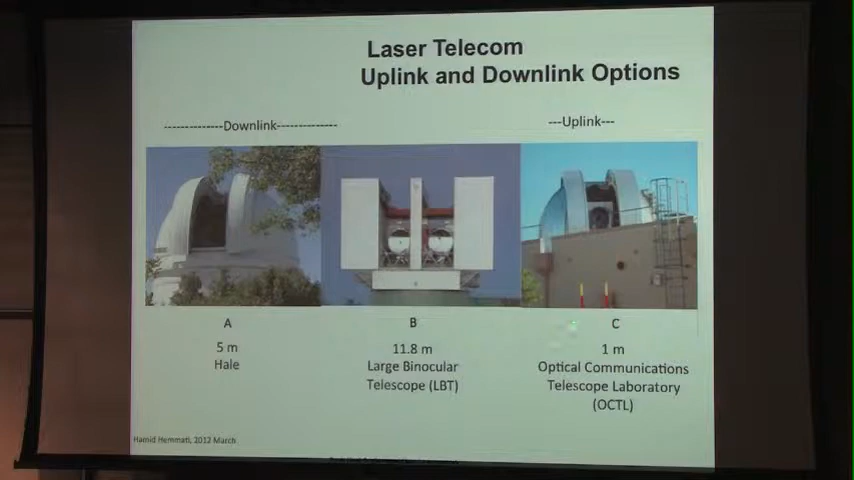 Laser Telecom
Uplink and Downlink Options
--------------Downlink--------------
---Uplink---
A
5 m
Hale
B
11.8 m
Large Binocular
Telescope (LBT)
C
1 m
Optical Communications
Telescope Laboratory
(OCTL)
Hamid Hemmati, 2012 March